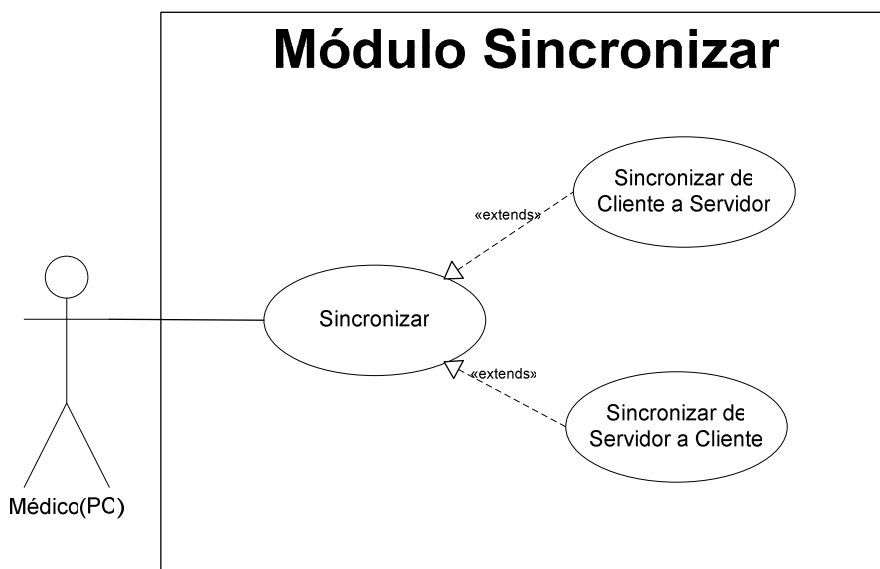 Módulo Sincronizar
Sincronizar de
Cliente a Servidor
«extends»
Sincronizar
«extends»
Sincronizar de
Servidor a Cliente
Médico(PC)